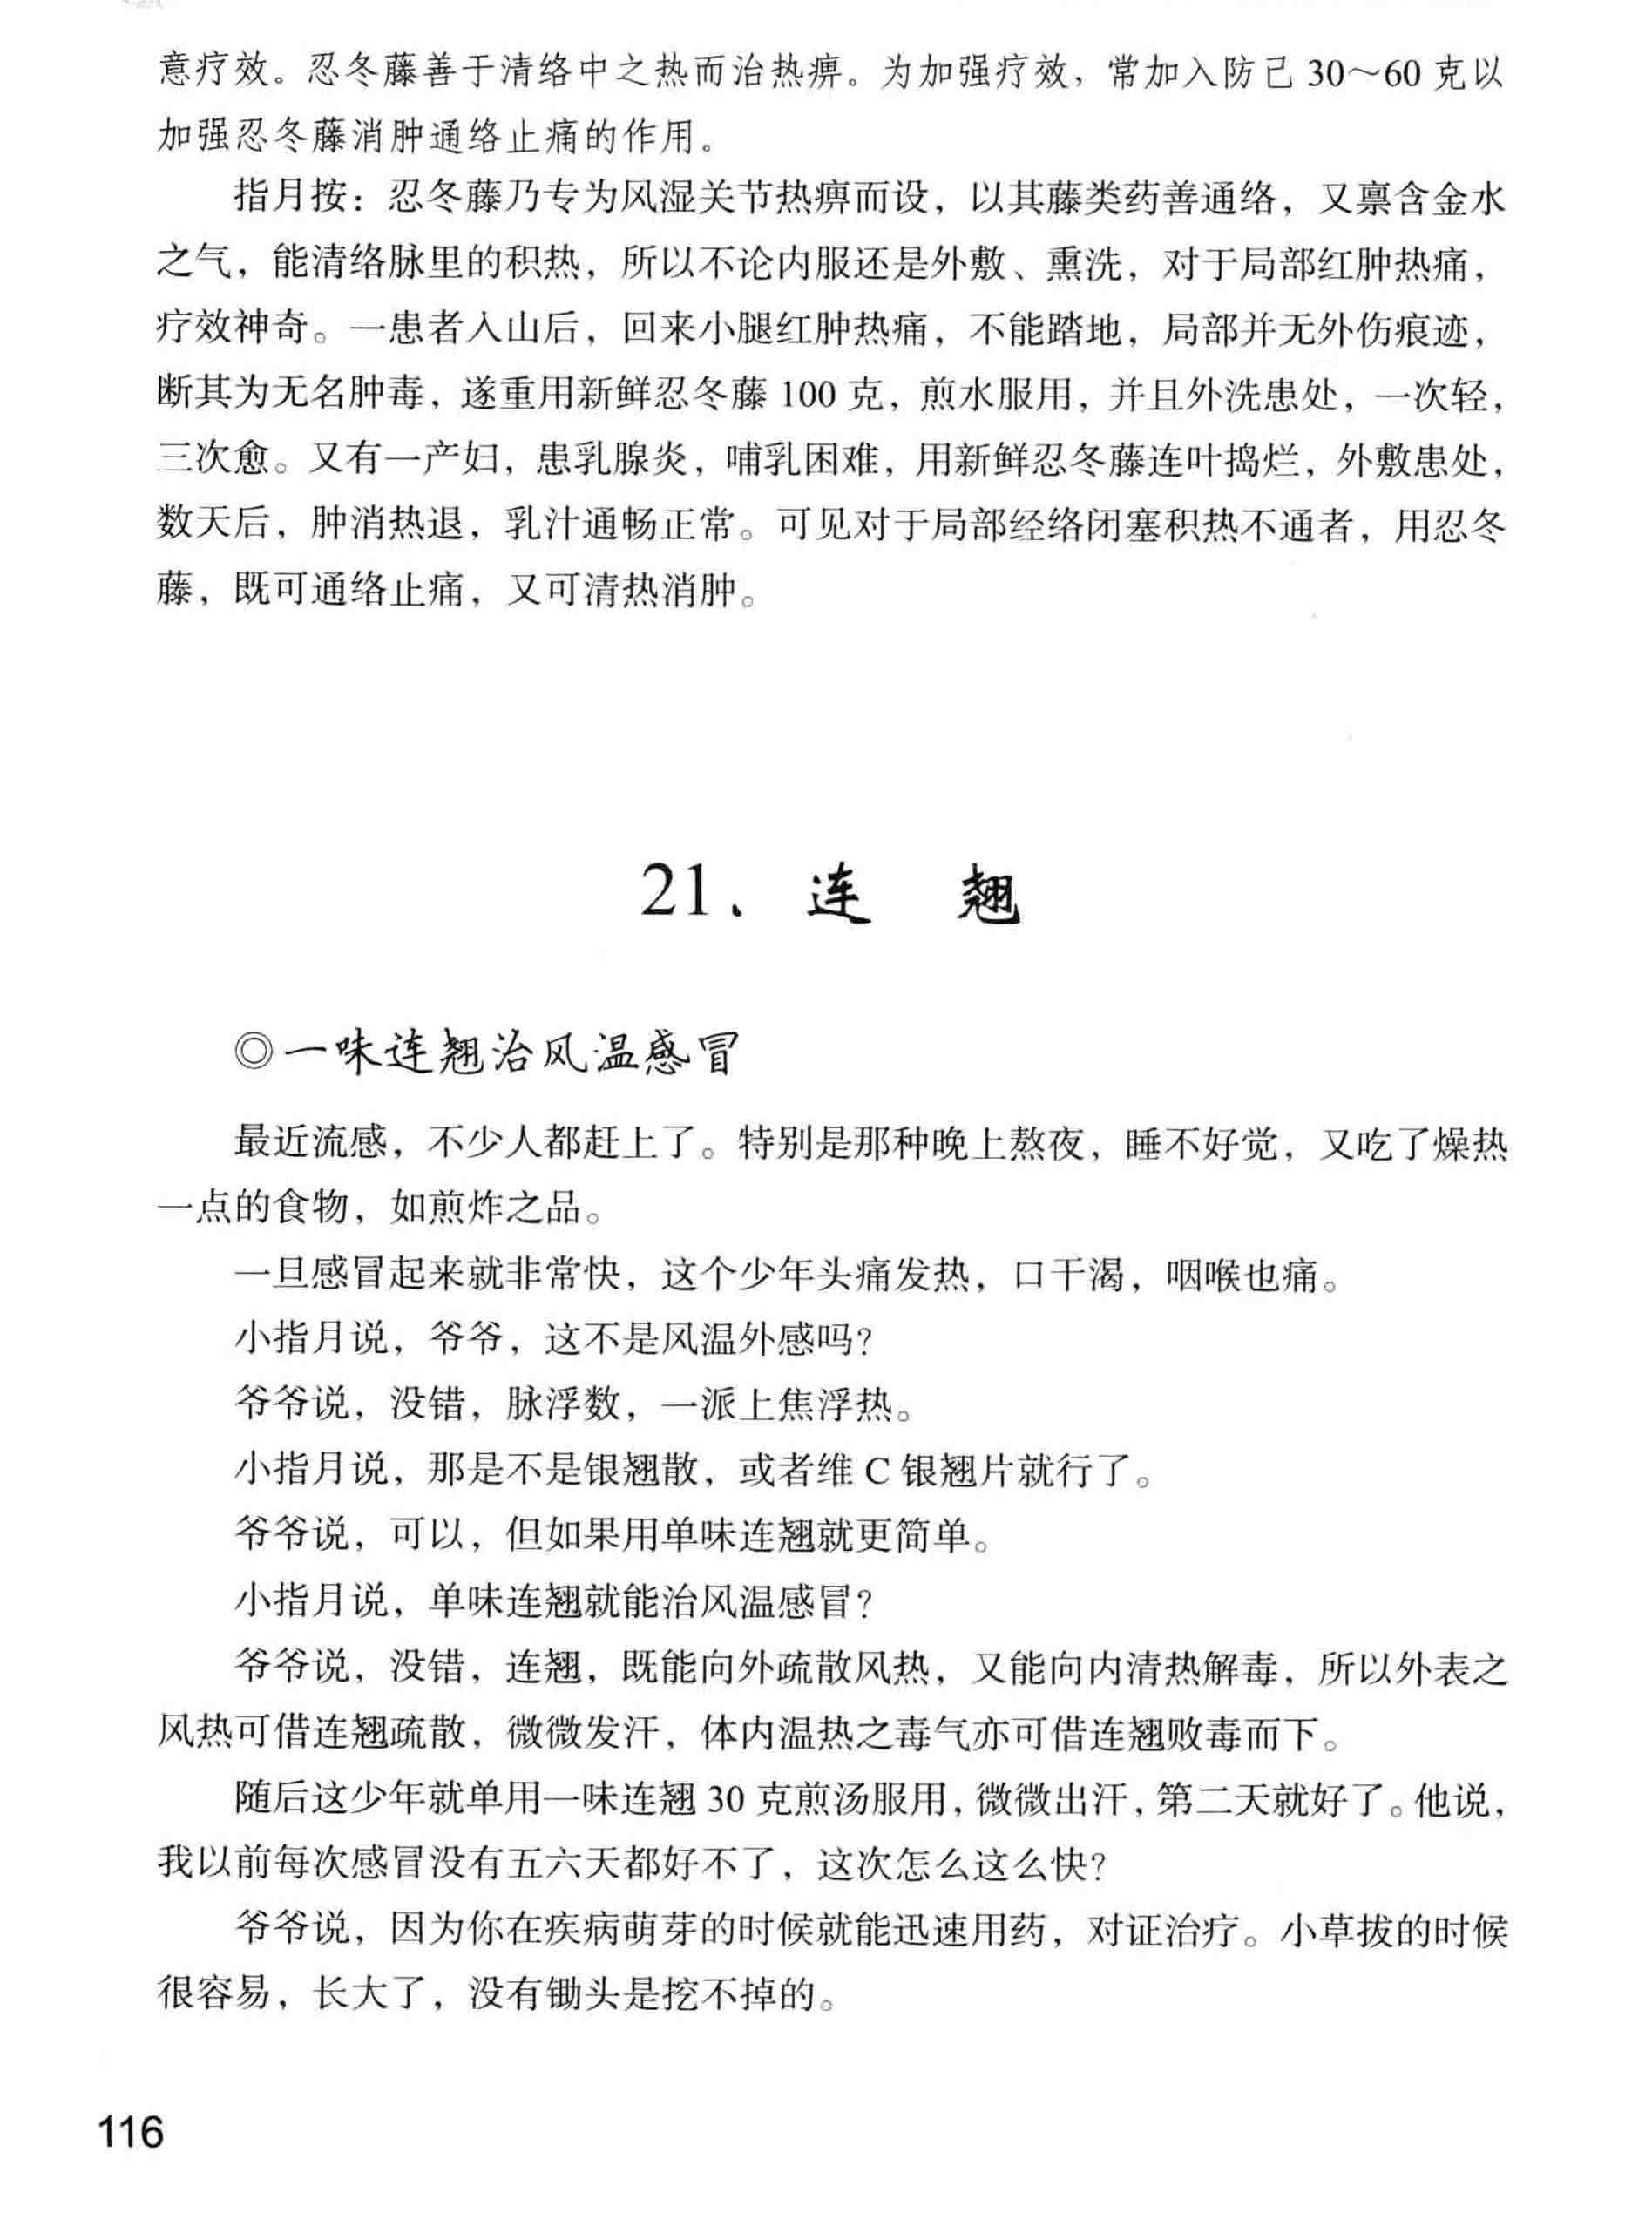 意疗效。忍冬藤善于清络中之热而治热痹。为加强疗效，常加入防己 30～60 克以
加强忍冬藤消肿通络止痛的作用。
指月按：忍冬藤乃专为风湿关节热痹而设，以其藤类药善通络，又禀含金水
之气，能清络脉里的积热，所以不论内服还是外敷、熏洗，对于局部红肿热痛，
疗效神奇。一患者入山后，回来小腿红肿热痛，不能踏地，局部并无外伤痕迹，
断其为无名肿毒，遂重用新鲜忍冬藤 100 克，煎水服用，并且外洗患处，一次轻，
三次愈。又有一产妇，患乳腺炎，哺乳困难，用新鲜忍冬藤连叶捣烂，外敷患处，
数天后，肿消热退，乳汁通畅正常。可见对于局部经络闭塞积热不通者，用忍冬
藤，既可通络止痛，又可清热消肿。
21、连 翘
◎一味连翘治风温感冒
最近流感，不少人都赶上了。特别是那种晚上熬夜，睡不好觉，又吃了燥热
一点的食物，如煎炸之品。
一旦感冒起来就非常快，这个少年头痛发热，口干渴，咽喉也痛。
小指月说，爷爷，这不是风温外感吗？
爷爷说，没错，脉浮数，一派上焦浮热。
小指月说，那是不是银翘散，或者维 C 银翘片就行了。
爷爷说，可以，但如果用单味连翘就更简单。
小指月说，单味连翘就能治风温感冒？
爷爷说，没错，连翘，既能向外疏散风热，又能向内清热解毒，所以外表之
风热可借连翘疏散，微微发汗，体内温热之毒气亦可借连翘败毒而下。
随后这少年就单用一味连翘 30 克煎汤服用，微微出汗，第二天就好了。他说，
我以前每次感冒没有五六天都好不了，这次怎么这么快？
爷爷说，因为你在疾病萌芽的时候就能迅速用药，对证治疗。小草拔的时候
很容易，长大了，没有锄头是挖不掉的。
116